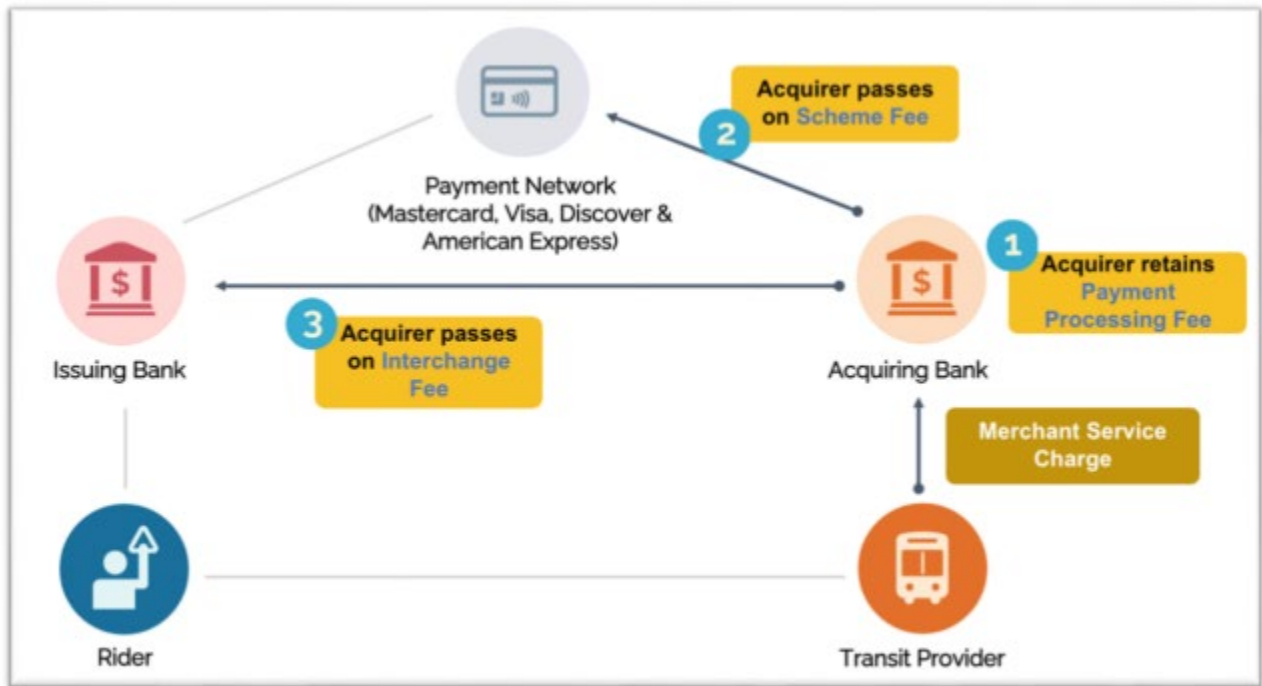 Acquirer passes
on Scheme Fee
2
Payment Network
(Mastercard, Visa, Discover &
American Express)
1
Acquirer retains
Payment
Processing Fee
$
$
3
Acquirer passes
on Interchange
Fee
Issuing Bank
Acquiring Bank
Merchant Service
Charge
Rider
Transit Provider